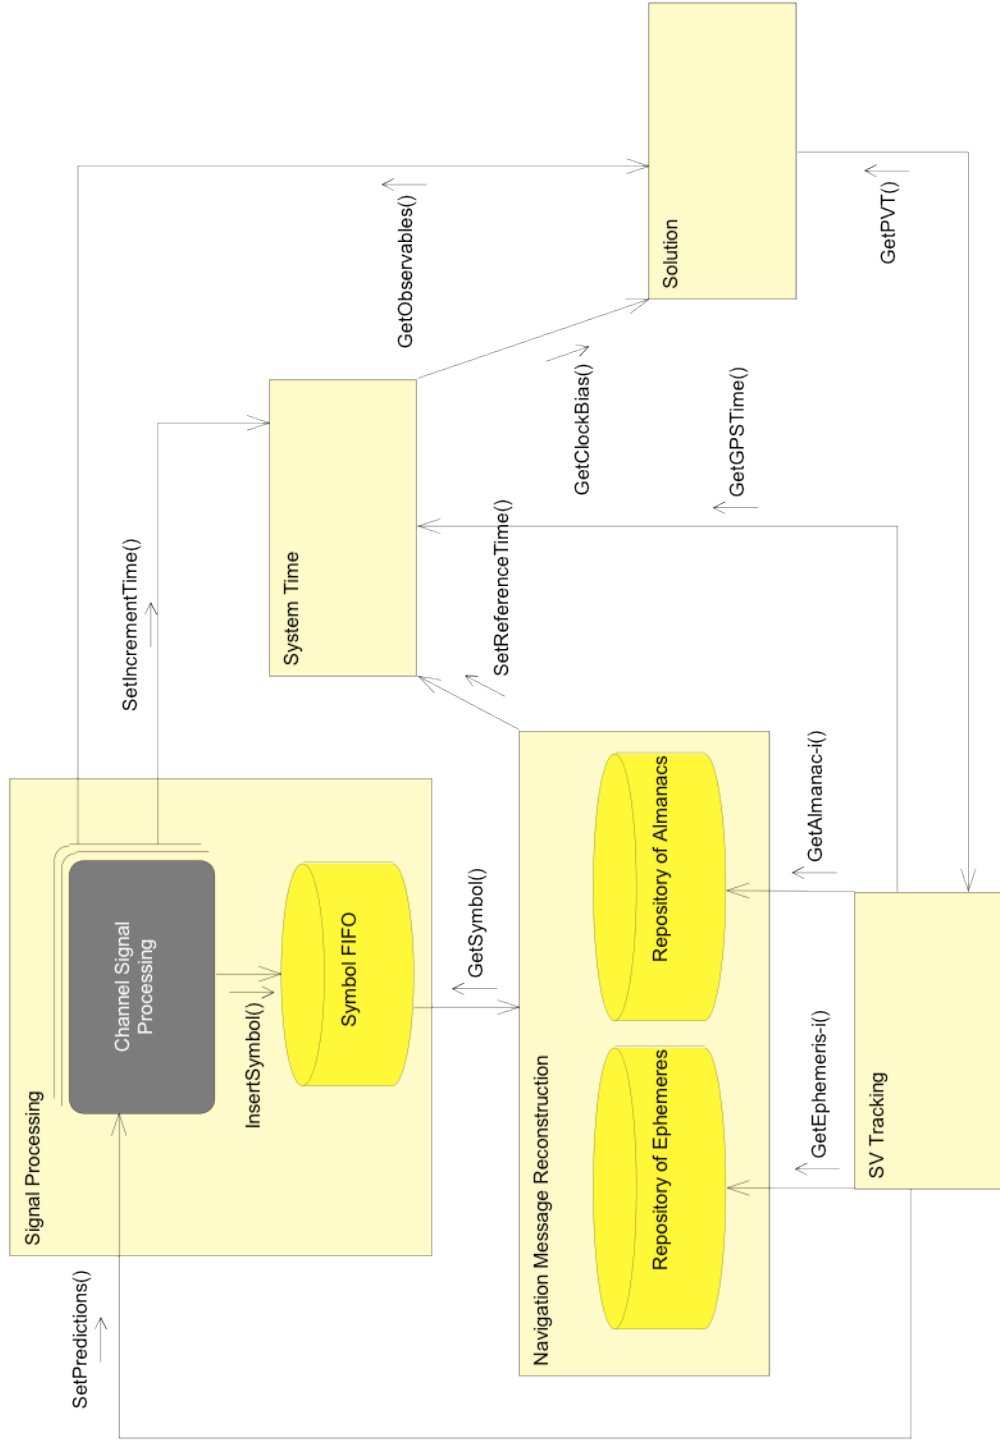 Signal Processing
Channel Signal
Processing
InsertSymbol()
Symbol FIFO
SetPredictions()
SetIncrementTime()
GetObservables()
System Time
GetClockBias()
Solution
GetPVT()
GetSymbol()
SetReferenceTime()
GetGPSTime()
Navigation Message Reconstruction
Repository of Ephemeres
Repository of Almanacs
GetEphemeris-i()
GetAlmanac-i()
SV Tracking